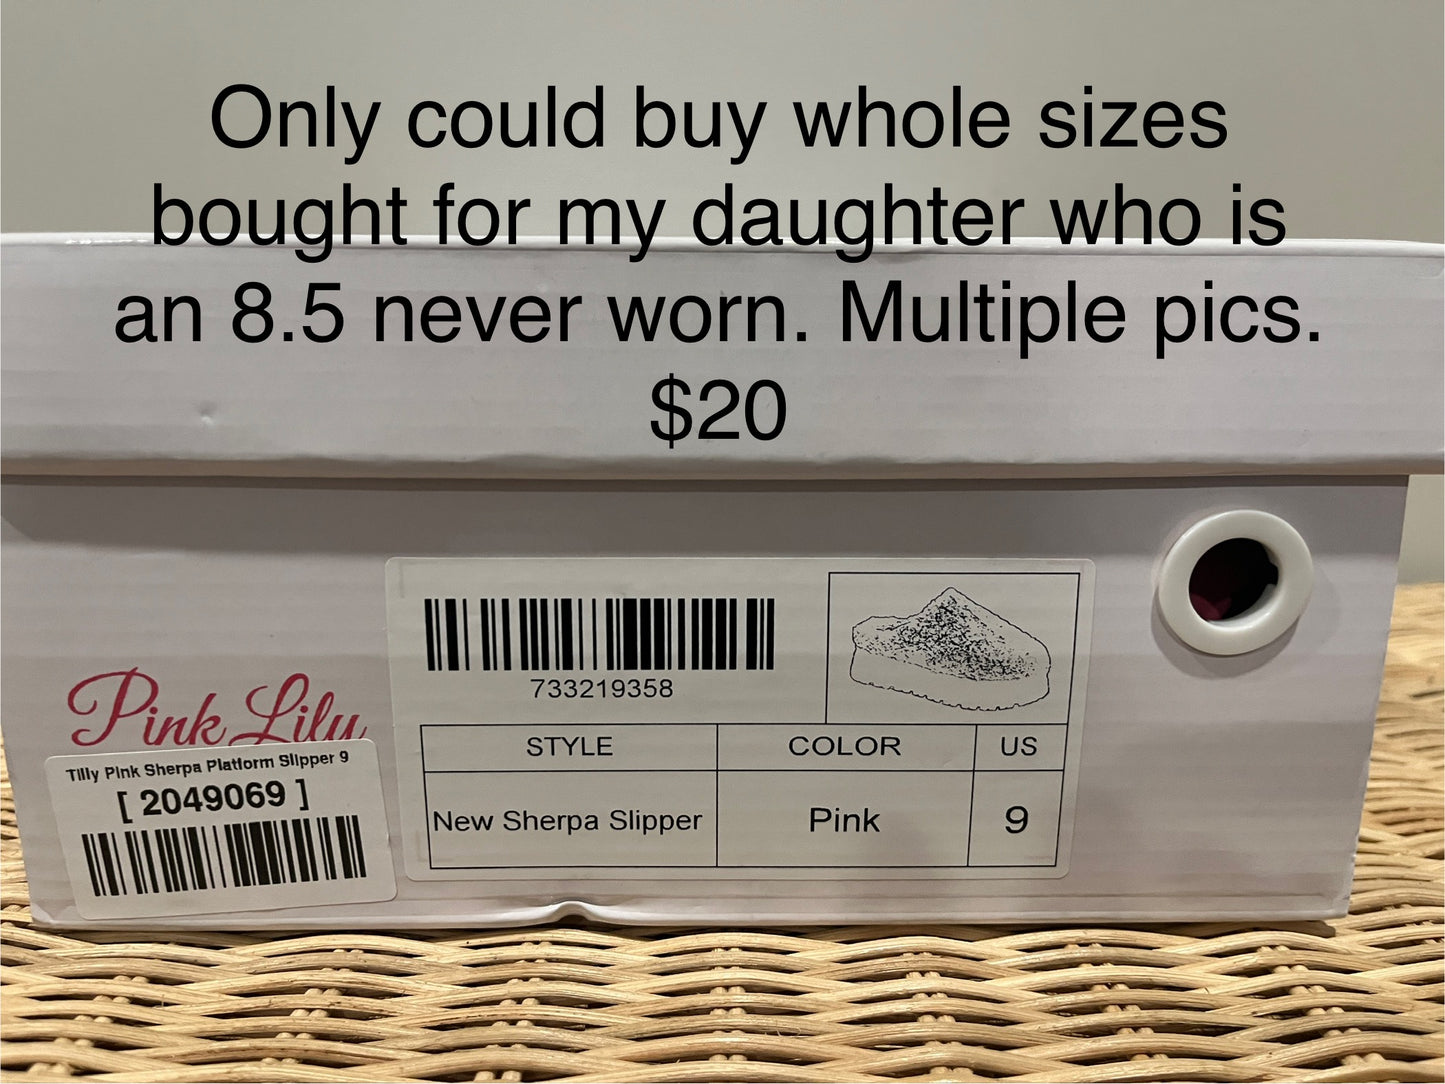 Only could buy whole sizes
bought for my daughter who is
an 8.5 never worn. Multiple pics.
$20
733219358
STYLE COLOR US
New Sherpa Slipper Pink 9
Pink Lily
Tilly Pink Sherpa Platform Slipper 9
[ 2049069 ]